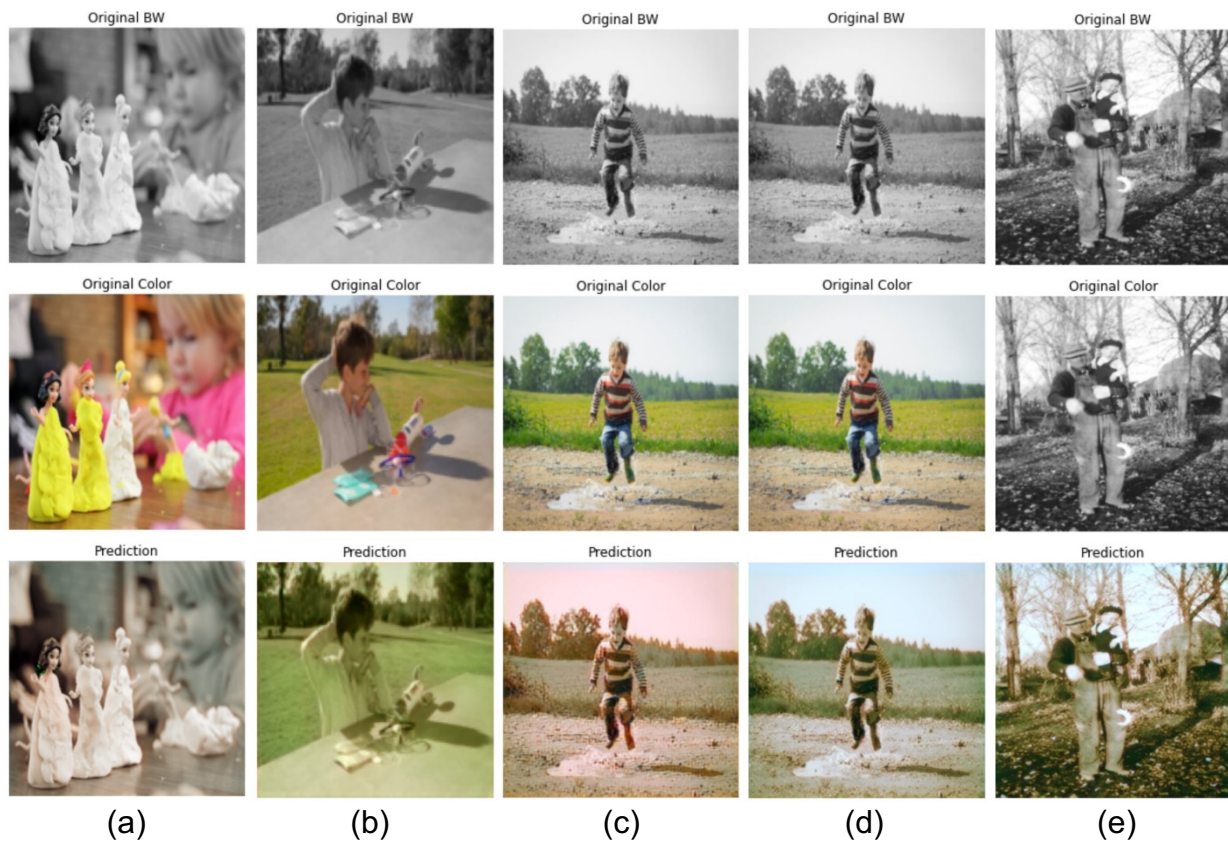 Original BW Original BW Original BW Original BW Original BW
Original Color Original Color Original Color Original Color Original Color
Prediction Prediction Prediction Prediction Prediction
(a) (b) (c) (d) (e)